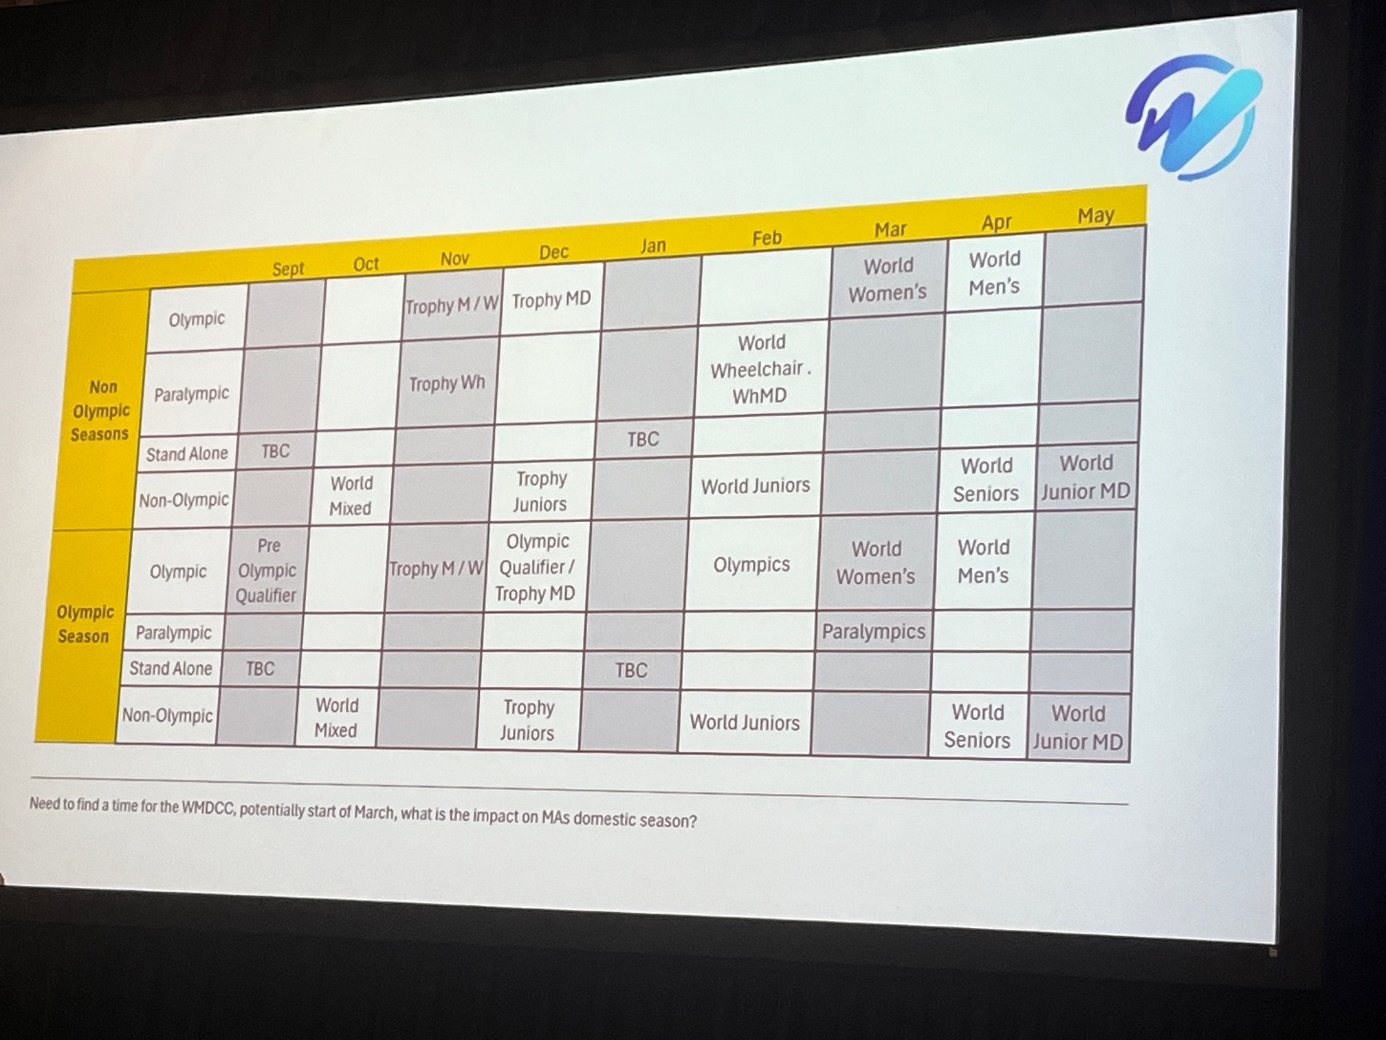 Sept Oct Nov Dec Jan Feb Mar Apr May
Non
Olympic
Seasons
Olympic
Trophy M / W
Trophy MD
World
Women's
World
Men's
Paralympic
Trophy Wh
World
Wheelchair .
WhMD
Stand Alone
TBC
TBC
Non-Olympic
World
Mixed
Trophy
Juniors
World Juniors
World
Seniors
World
Junior MD
Olympic
Season
Olympic
Pre
Olympic
Qualifier
Trophy M / W
Olympic
Qualifier /
Trophy MD
Olympics
World
Women's
World
Men's
Paralympic
Paralympics
Stand Alone
TBC
TBC
Non-Olympic
World
Mixed
Trophy
Juniors
World Juniors
World
Seniors
World
Junior MD
Need to find a time for the WMDCC, potentially start of March, what is the impact on MAs domestic season?